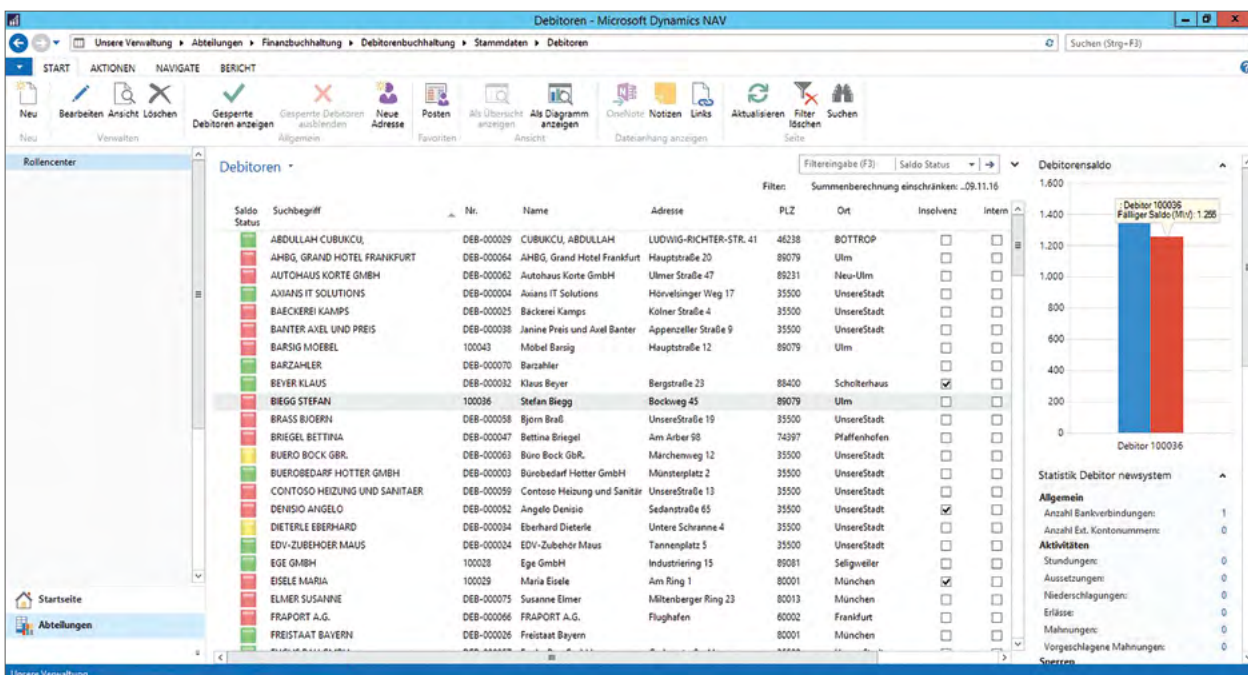 Debitoren - Microsoft Dynamics NAV
Unsere Verwaltung ▸ Abteilungen ▸ Finanzbuchhaltung ▸ Debitorenbuchhaltung ▸ Stammdaten ▸ Debitoren
Suchen (Strg+F3)
START AKTIONEN NAVIGATE BERICHT
Neu Bearbeiten Ansicht Löschen Gesperrte Debitoren anzeigen Gesperrte Debitoren ausblenden Neue Adresse Posten Als Übersicht anzeigen Als Diagramm anzeigen OneNote Notizen Links Aktualisieren Filter löschen Suchen
Neu Verwalten Allgemein Favoriten Ansicht Dateianhang anzeigen Seite
Rollencenter
Debitoren
Filtereingabe (F3) Saldo Status
Filter: Summenberechnung einschränken: ..09.11.16
Saldo Status Suchbegriff Nr. Name Adresse PLZ Ort Insolvenz Intern
ABDULLAH CUBUKCU, DEB-000029 CUBUKCU, ABDULLAH LUDWIG-RICHTER-STR. 41 46238 BOTTROP
AHBG, GRAND HOTEL FRANKFURT DEB-000064 AHBG, Grand Hotel Frankfurt Hauptstraße 20 89079 Ulm
AUTOHAUS KORTE GMBH DEB-000062 Autohaus Korte GmbH Ulmer Straße 47 89231 Neu-Ulm
AXIANS IT SOLUTIONS DEB-000004 Axians IT Solutions Hörvelsinger Weg 17 35500 UnsereStadt
BAECKEREI KAMPS DEB-000025 Bäckerei Kamps Kölner Straße 4 35500 UnsereStadt
BANTER AXEL UND PREIS DEB-000038 Janine Preis und Axel Banter Appenzeller Straße 9 35500 UnsereStadt
BARSIG MOEBEL 100043 Möbel Barsig Hauptstraße 12 89079 Ulm
BARZAHLER DEB-000070 Barzahler
BEYER KLAUS DEB-000032 Klaus Beyer Bergstraße 23 88400 Scholterhaus
BIEGG STEFAN 100036 Stefan Biegg Bockweg 45 89079 Ulm
BRASS BJOERN DEB-000058 Björn Braß UnsereStraße 19 35500 UnsereStadt
BRIEGEL BETTINA DEB-000047 Bettina Briegel Am Arber 98 74397 Pfaffenhofen
BUERO BOCK GBR. DEB-000063 Büro Bock GbR. Märchenweg 12 35500 UnsereStadt
BUEROBEDARF HOTTER GMBH DEB-000003 Bürobedarf Hotter GmbH Münsterplatz 2 35500 UnsereStadt
CONTOSO HEIZUNG UND SANITAER DEB-000059 Contoso Heizung und Sanitär UnsereStraße 13 35500 UnsereStadt
DENISIO ANGELO DEB-000052 Angelo Denisio Sedanstraße 65 35500 UnsereStadt
DIETERLE EBERHARD DEB-000034 Eberhard Dieterle Untere Schranne 4 35500 UnsereStadt
EDV-ZUBEHOER MAUS DEB-000024 EDV-Zubehör Maus Tannenplatz 5 35500 UnsereStadt
EGE GMBH 100028 Ege GmbH Industriering 15 89081 Seligweiler
EISELE MARIA 100029 Maria Eisele Am Ring 1 80001 München
ELMER SUSANNE DEB-000075 Susanne Elmer Miltenberger Ring 23 80013 München
FRAPORT A.G. DEB-000066 FRAPORT A.G. Flughafen 60002 Frankfurt
FREISTAAT BAYERN DEB-000026 Freistaat Bayern 80001 München
Startseite
Abteilungen
Debitorensaldo
1.600
1.400
1.200
1.000
800
600
400
200
0
: Debitor 100036
Fälliger Saldo (MW): 1.255
Debitor 100036
Statistik Debitor newsystem
Allgemein
Anzahl Bankverbindungen: 1
Anzahl Ext. Kontonummern: 0
Aktivitäten
Stundungen: 0
Aussetzungen: 0
Niederschlagungen: 0
Erlässe: 0
Mahnungen: 0
Vorgeschlagene Mahnungen: 0
Sperren
Unsere Verwaltung